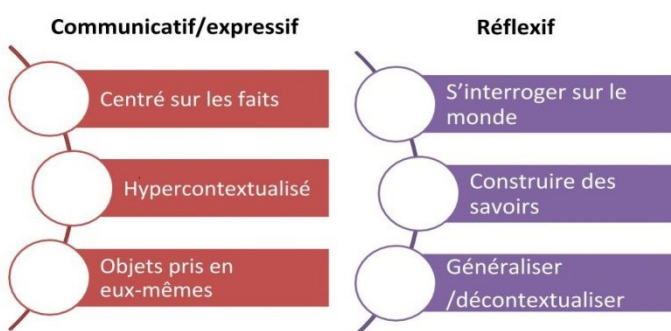 Communicatif/expressif
Centré sur les faits
Hypercontextualisé
Objets pris en
eux-mêmes
Réflexif
S’interroger sur le
monde
Construire des
savoirs
Généraliser
/décontextualiser